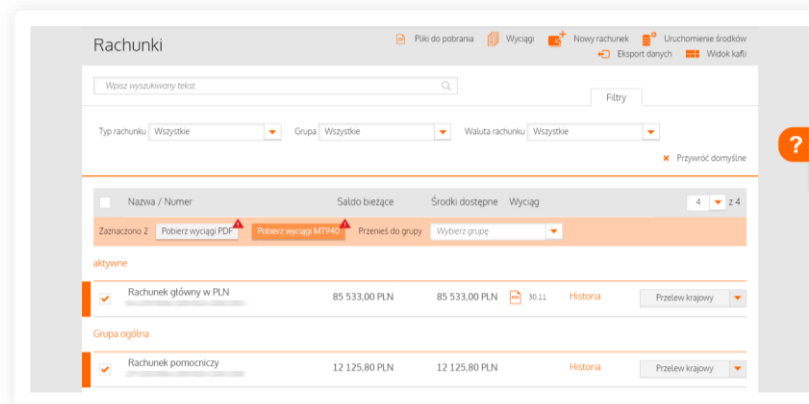 Rachunki
Pliki do pobrania Wyciągi Nowy rachunek Uruchomienie środków
Eksport danych Widok kafli
Wpisz wyszukiwany tekst
Filtry
Typ rachunku Wszystkie Grupa Wszystkie Waluta rachunku Wszystkie
Przywróć domyślne
?
Nazwa / Numer Saldo bieżące Środki dostępne Wyciąg 4 z 4
Zaznaczono 2 Pobierz wyciągi PDF Pobierz wyciągi MT940 Przenieś do grupy Wybierz grupę
aktywne
Rachunek główny w PLN 85 533,00 PLN 85 533,00 PLN 30.11 Historia Przelew krajowy
Grupa ogólna
Rachunek pomocniczy 12 125,80 PLN 12 125,80 PLN Historia Przelew krajowy